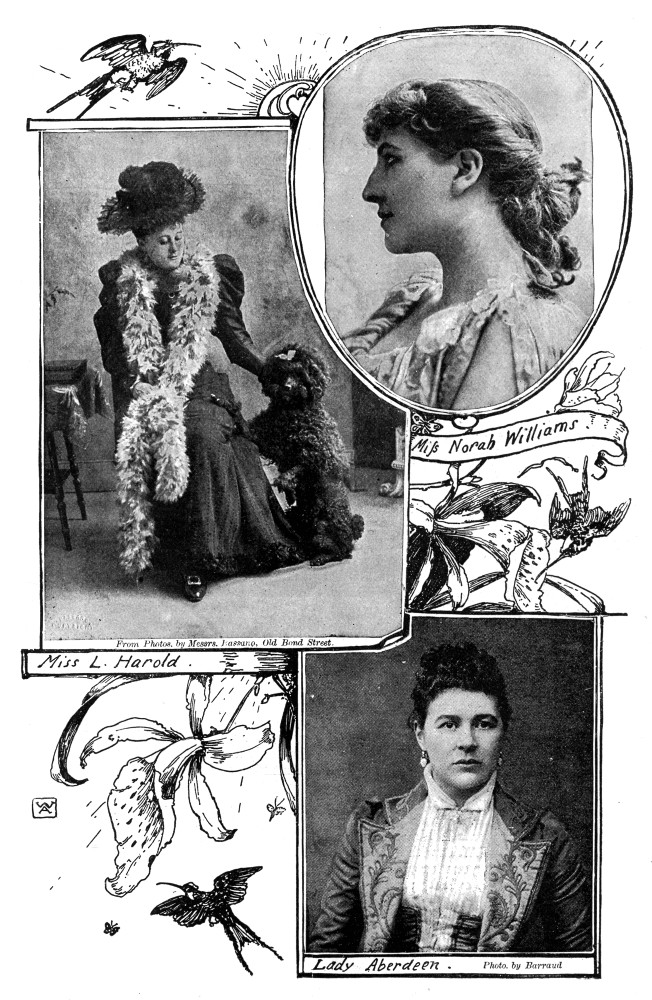 Miſs Norah Williams
From Photos. by Messrs. Bassano, Old Bond Street.
Miss L. Harold.
Lady Aberdeen. Photo. by Barraud